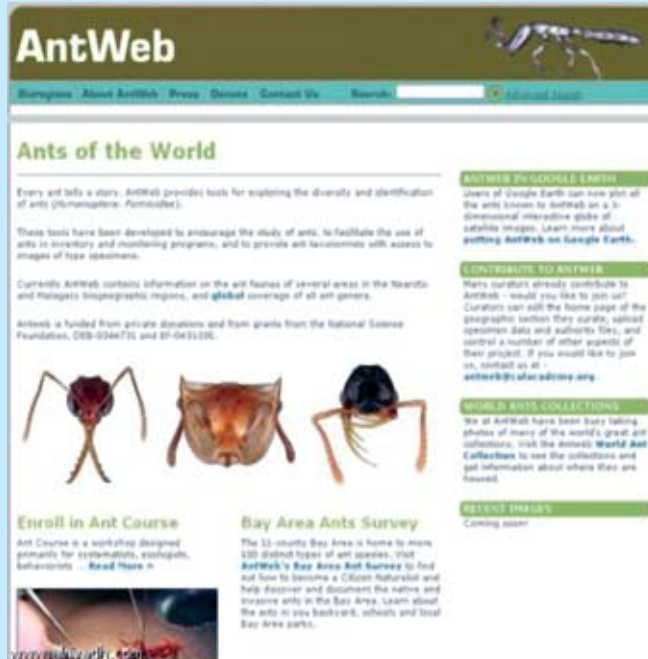 AntWeb
Bioregions About AntWeb Press Donate Contact Us Search: Advanced Search
Ants of the World
Every ant tells a story. AntWeb provides tools for exploring the diversity and identification
of ants (Hymenoptera: Formicidae).
These tools have been developed to encourage the study of ants, to facilitate the use of
ants in inventory and monitoring programs, and to provide ant taxonomists with access to
images of type specimens.
Currently AntWeb contains information on the ant faunas of several areas in the Nearctic
and Malagasy biogeographic regions, and global coverage of all ant genera.
Antweb is funded from private donations and from grants from the National Science
Foundation, DEB-0344731 and EF-0431330.
Enroll in Ant Course
Ant Course is a workshop designed
primarily for systematists, ecologists,
behaviorists ... Read More »
Bay Area Ants Survey
The 11-county Bay Area is home to more
100 distinct types of ant species. Visit
AntWeb's Bay Area Ant Survey to find
out how to become a Citizen Naturalist and
help discover and document the native and
invasive ants in the Bay Area. Learn about
the ants in you backyard, schools and local
Bay Area parks.
ANTWEB IN GOOGLE EARTH
Users of Google Earth can now plot all
the ants known to AntWeb on a 3-
dimensional interactive globe of
satellite images. Learn more about
putting AntWeb on Google Earth.
CONTRIBUTE TO ANTWEB
Many curators already contribute to
AntWeb - would you like to join us?
Curators can edit the home page of the
geographic section they curate, upload
specimen data and authority files, and
control a number of other aspects of
their project. If you would like to join
us, contact us at -
antweb@calacademy.org.
WORLD ANTS COLLECTIONS
We at AntWeb have been busy taking
photos of many of the world's great ant
collections. Visit the Antweb World Ant
Collection to see the collections and
get information about where they are
housed.
RECENT IMAGES
Coming soon!